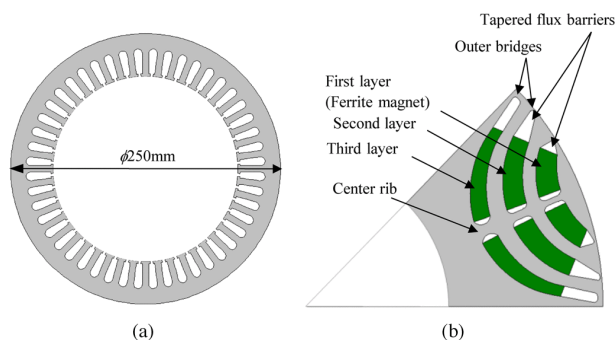 ϕ250mm
(a)
Tapered flux barriers
Outer bridges
First layer
(Ferrite magnet)
Second layer
Third layer
Center rib
(b)